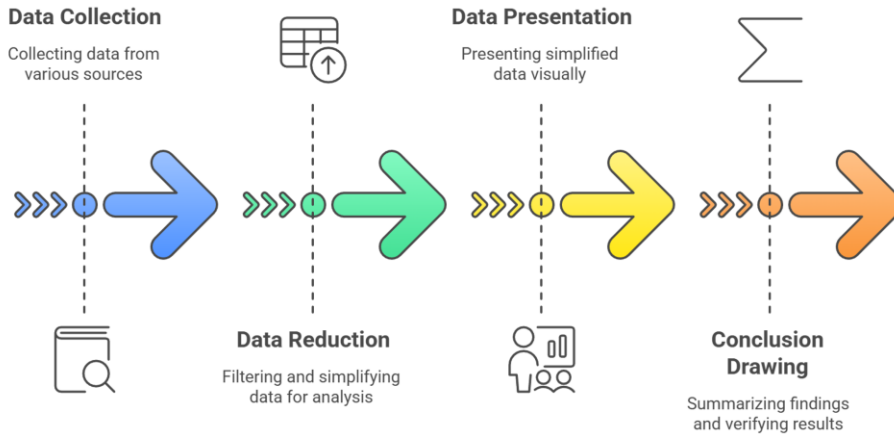 Data Collection
Collecting data from
various sources
Data Reduction
Filtering and simplifying
data for analysis
Data Presentation
Presenting simplified
data visually
Conclusion
Drawing
Summarizing findings
and verifying results